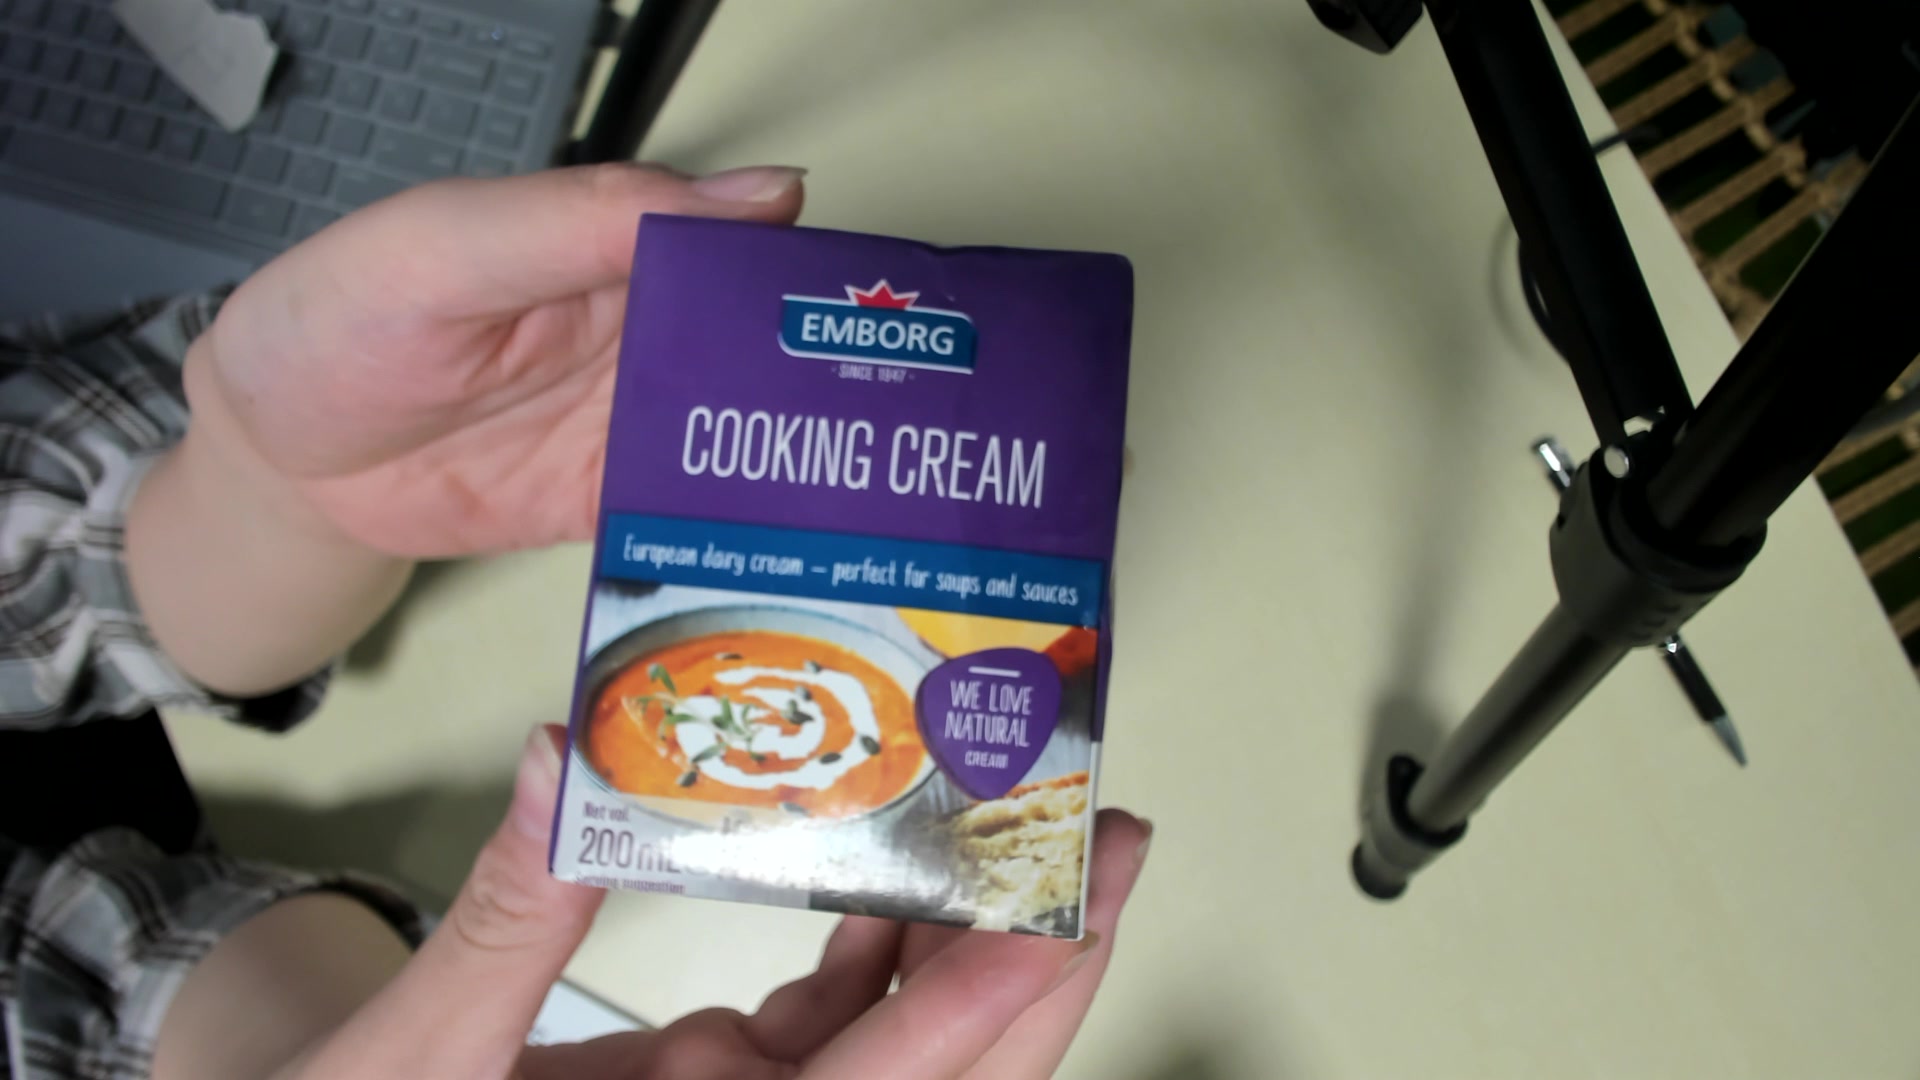 EMBORG
- SINCE 1947 -
COOKING CREAM
European dairy cream – perfect for soups and sauces
WE LOVE
NATURAL
CREAM
Net vol.
200 mL
Serving suggestion